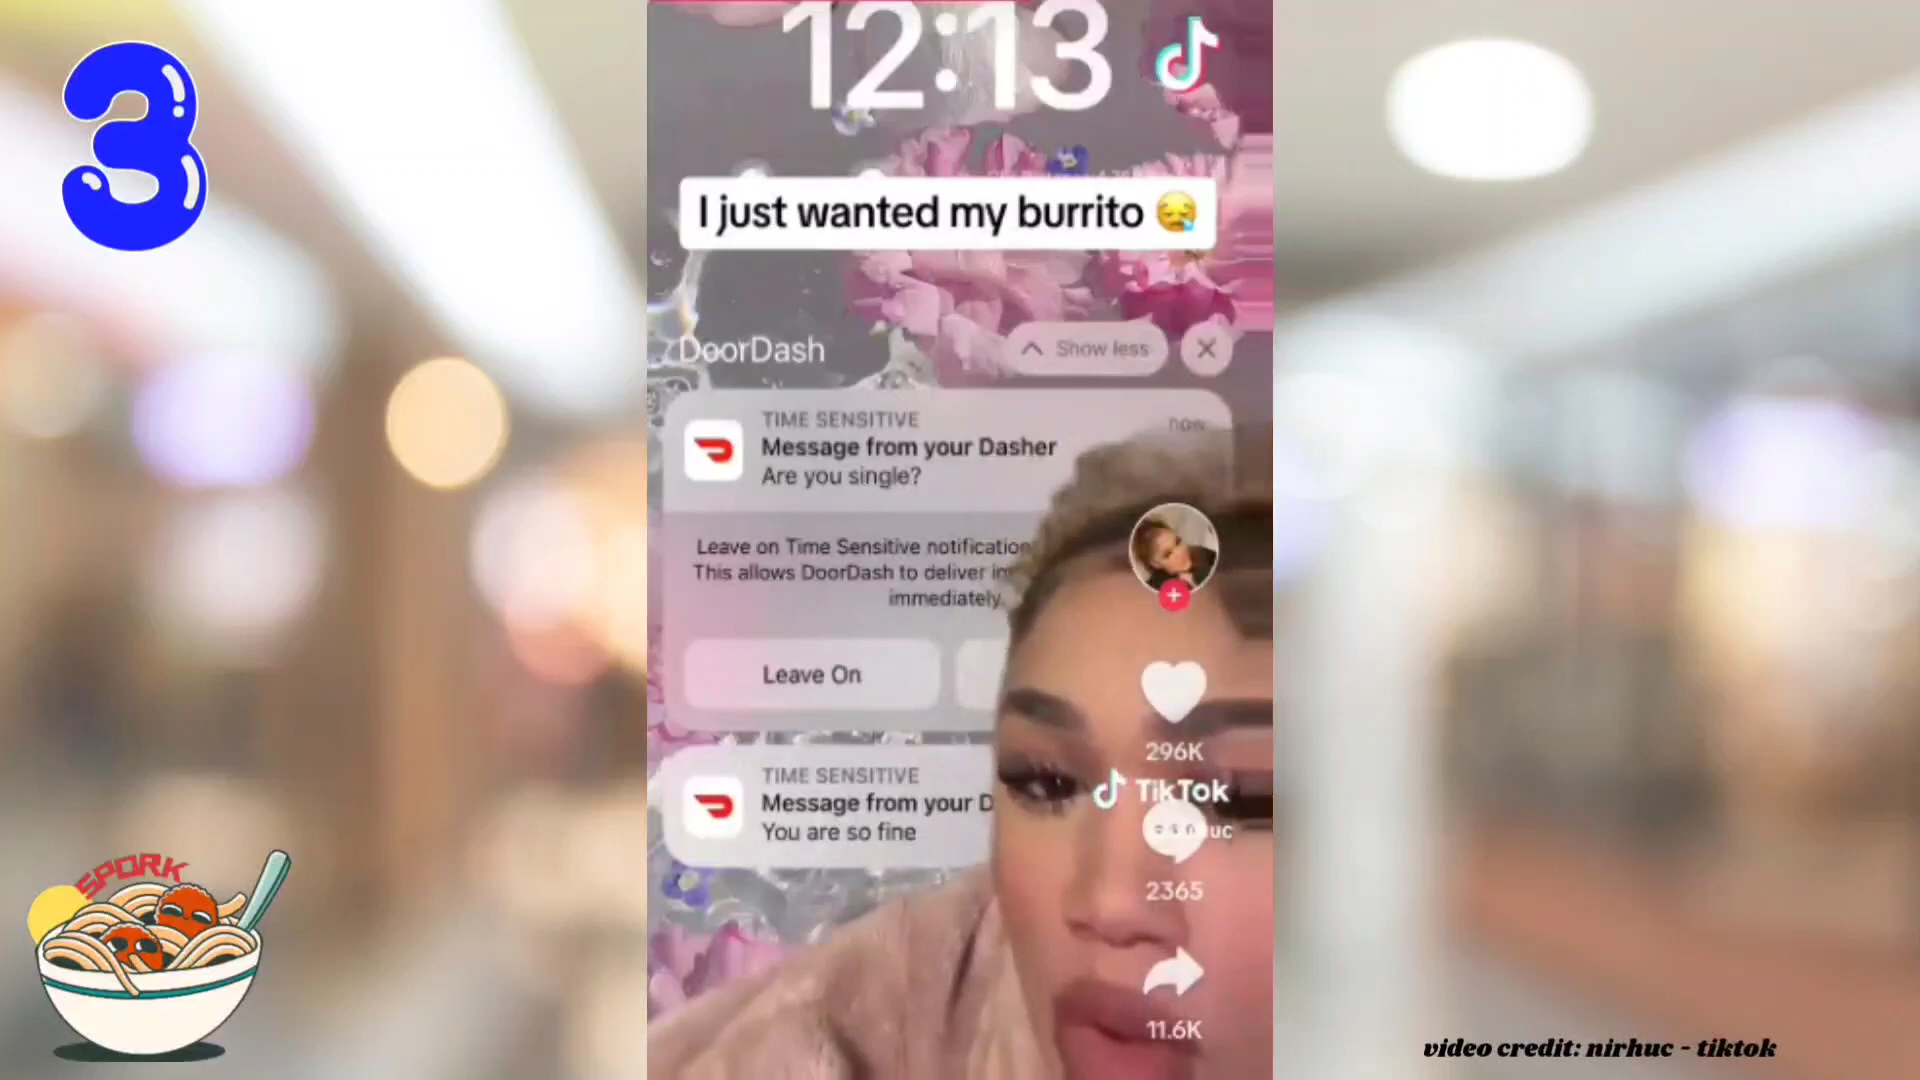 3
12:13
I just wanted my burrito 😪
DoorDash
Show less
TIME SENSITIVE
now
Message from your Dasher
Are you single?
Leave on Time Sensitive notification
This allows DoorDash to deliver
immediately.
Leave On
TIME SENSITIVE
Message from your D
You are so fine
296K
TikTok
2365
11.6K
SPORK
video credit: nirhuc - tiktok